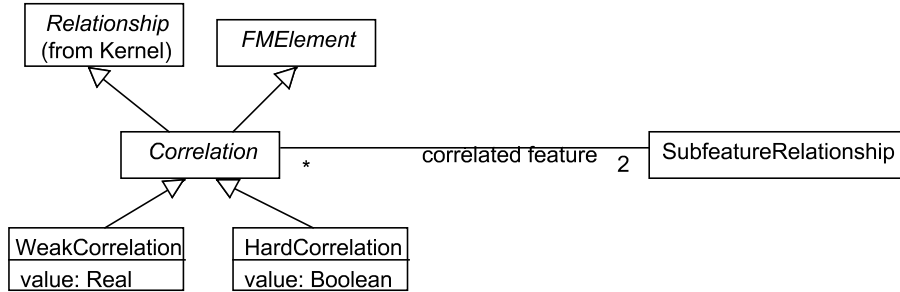 Relationship
(from Kernel)
FMElement
Correlation
*
correlated feature
2
SubfeatureRelationship
WeakCorrelation
value: Real
HardCorrelation
value: Boolean